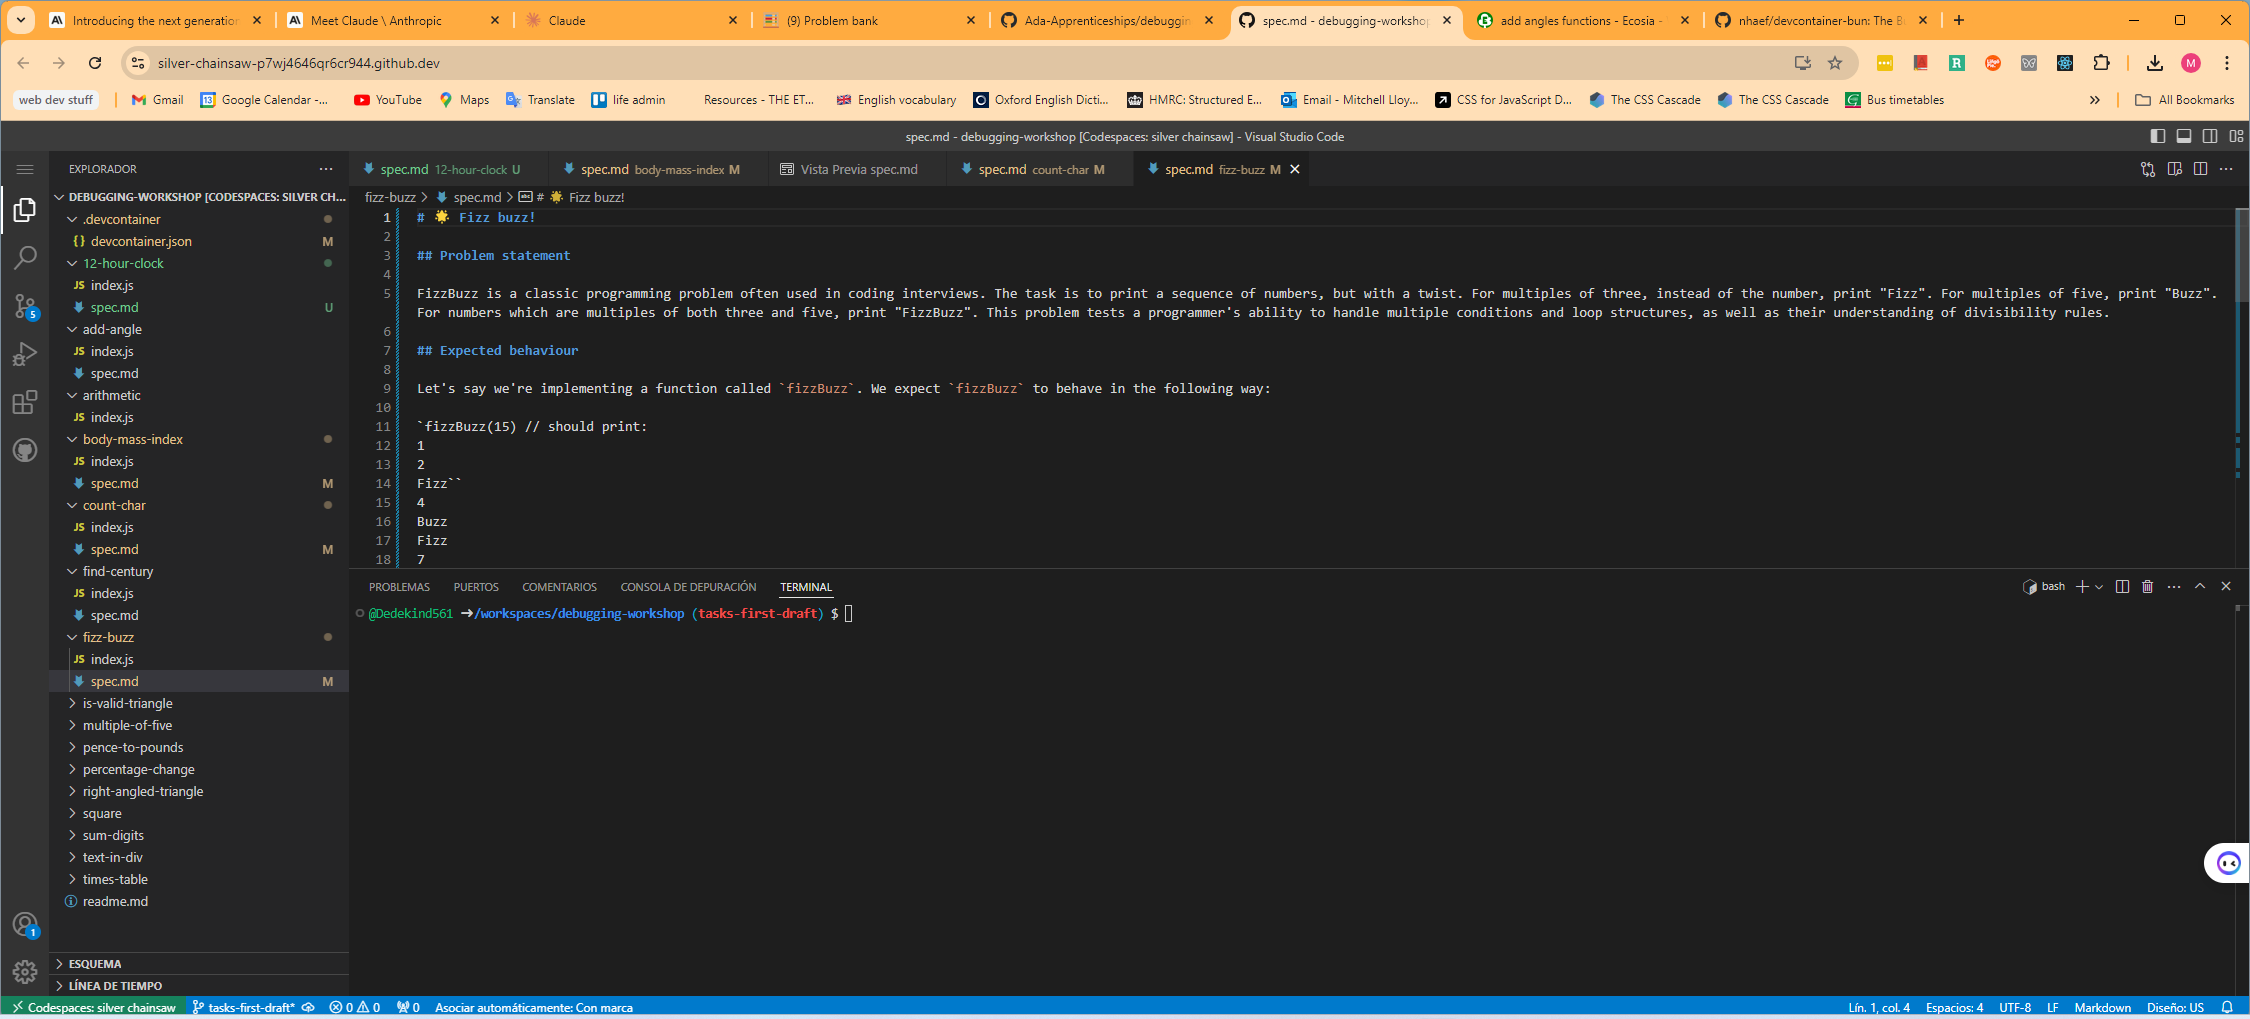 Introducing the next generation
Meet Claude \ Anthropic
Claude
(9) Problem bank
Ada-Apprenticeships/debugging
spec.md - debugging-workshop
add angles functions - Ecosia -
nhaef/devcontainer-bun: The B
silver-chainsaw-p7wj4646qr6cr944.github.dev
web dev stuff
Gmail
Google Calendar -...
YouTube
Maps
Translate
life admin
Resources - THE ET...
English vocabulary
Oxford English Dicti...
HMRC: Structured E...
Email - Mitchell Lloy...
CSS for JavaScript D...
The CSS Cascade
The CSS Cascade
Bus timetables
All Bookmarks
spec.md - debugging-workshop [Codespaces: silver chainsaw] - Visual Studio Code
EXPLORADOR
DEBUGGING-WORKSHOP [CODESPACES: SILVER CH...
.devcontainer
{} devcontainer.json M
12-hour-clock
JS index.js
spec.md U
add-angle
JS index.js
spec.md
arithmetic
JS index.js
body-mass-index
JS index.js
spec.md M
count-char
JS index.js
spec.md M
find-century
JS index.js
spec.md
fizz-buzz
JS index.js
spec.md M
is-valid-triangle
multiple-of-five
pence-to-pounds
percentage-change
right-angled-triangle
square
sum-digits
text-in-div
times-table
readme.md
ESQUEMA
LÍNEA DE TIEMPO
5
1
spec.md 12-hour-clock U
spec.md body-mass-index M
Vista Previa spec.md
spec.md count-char M
spec.md fizz-buzz M
fizz-buzz > spec.md > # 🌟 Fizz buzz!
1 # 🌟 Fizz buzz!
2
3 ## Problem statement
4
5 FizzBuzz is a classic programming problem often used in coding interviews. The task is to print a sequence of numbers, but with a twist. For multiples of three, instead of the number, print "Fizz". For multiples of five, print "Buzz".
For numbers which are multiples of both three and five, print "FizzBuzz". This problem tests a programmer's ability to handle multiple conditions and loop structures, as well as their understanding of divisibility rules.
6
7 ## Expected behaviour
8
9 Let's say we're implementing a function called `fizzBuzz`. We expect `fizzBuzz` to behave in the following way:
10
11 `fizzBuzz(15) // should print:
12 1
13 2
14 Fizz``
15 4
16 Buzz
17 Fizz
18 7
PROBLEMAS
PUERTOS
COMENTARIOS
CONSOLA DE DEPURACIÓN
TERMINAL
bash
@Dedekind561 ➜/workspaces/debugging-workshop (tasks-first-draft) $
Codespaces: silver chainsaw
tasks-first-draft*
0 0
0
Asociar automáticamente: Con marca
Lín. 1, col. 4
Espacios: 4
UTF-8
LF
Markdown
Diseño: US